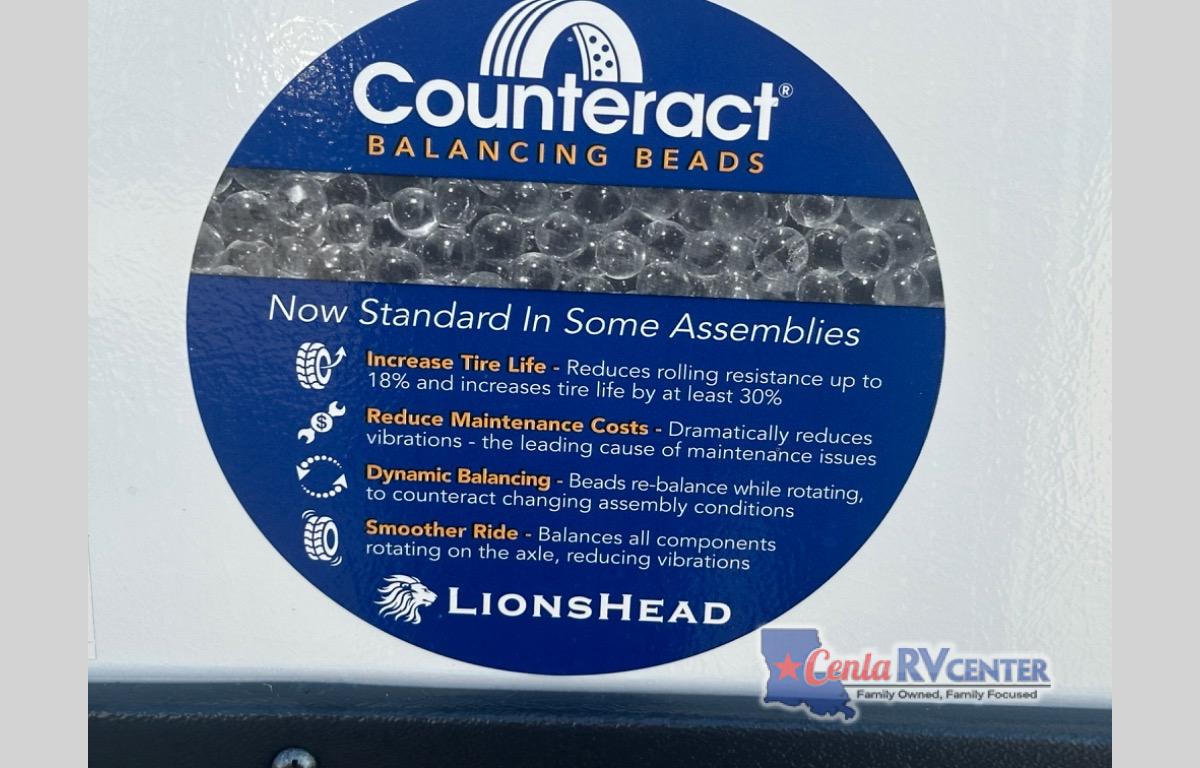 Counteract®
BALANCING BEADS
Now Standard In Some Assemblies
Increase Tire Life - Reduces rolling resistance up to
18% and increases tire life by at least 30%
Reduce Maintenance Costs - Dramatically reduces
vibrations - the leading cause of maintenance issues
Dynamic Balancing - Beads re-balance while rotating,
to counteract changing assembly conditions
Smoother Ride - Balances all components
rotating on the axle, reducing vibrations
LIONSHEAD
Cenla RV CENTER
Family Owned, Family Focused